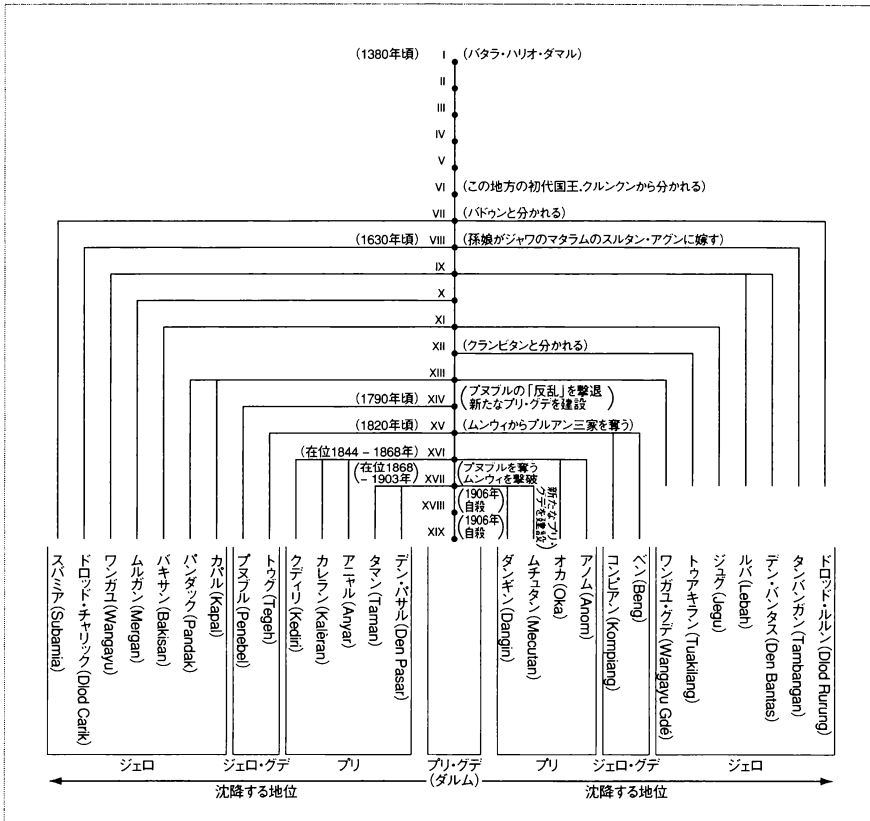 (1380年頃) I (バタラ・ハリオ・ダマル)
II
III
IV
V
VI (この地方の初代国王.クルンクンから分かれる)
VII (バドゥンと分かれる)
(1630年頃) VIII (孫娘がジャワのマタラムのスルタン・アグンに嫁す)
IX
X
XI
XII (クランビタンと分かれる)
XIII
(1790年頃) XIV (プヌブルの「反乱」を撃退
新たなプリ・グデを建設)
(1820年頃) XV (ムンウィからプルアン三家を奪う)
(在位1844－1868年) XVI
(在位1868
－1903年) XVII (プヌブルを奪う
ムンウィを撃破)
新たなプリ・
グデを建設
XVIII (1906年
自殺)
XIX (1906年
自殺)
スバミア(Subamia)
ドロッド・チャリック(Dlod Carik)
ワンガユ(Wangayu)
ムルガン(Mergan)
バキサン(Bakisan)
パンダック(Pandak)
カパル(Kapal)
プヌブル(Penebel)
トゥグ(Tegeh)
クディリ(Kediri)
カレラン(Kalèran)
アニャル(Anyar)
タマン(Taman)
デン・パサル(Den Pasar)
ダンギン(Dangin)
ムチュタン(Mecutan)
オカ(Oka)
アノム(Anom)
コンピアン(Kompiang)
ベン(Beng)
ワンガユ・グデ(Wangayu Gdé)
トゥアキラン(Tuakilang)
ジュグ(Jegu)
ルバ(Lebah)
デン・バンタス(Den Bantas)
タンバンガン(Tambangan)
ドロッド・ルルン(Dlod Rurung)
ジェロ ジェロ・グデ プリ プリ・グデ プリ ジェロ・グデ ジェロ
(ダルム)
沈降する地位 沈降する地位